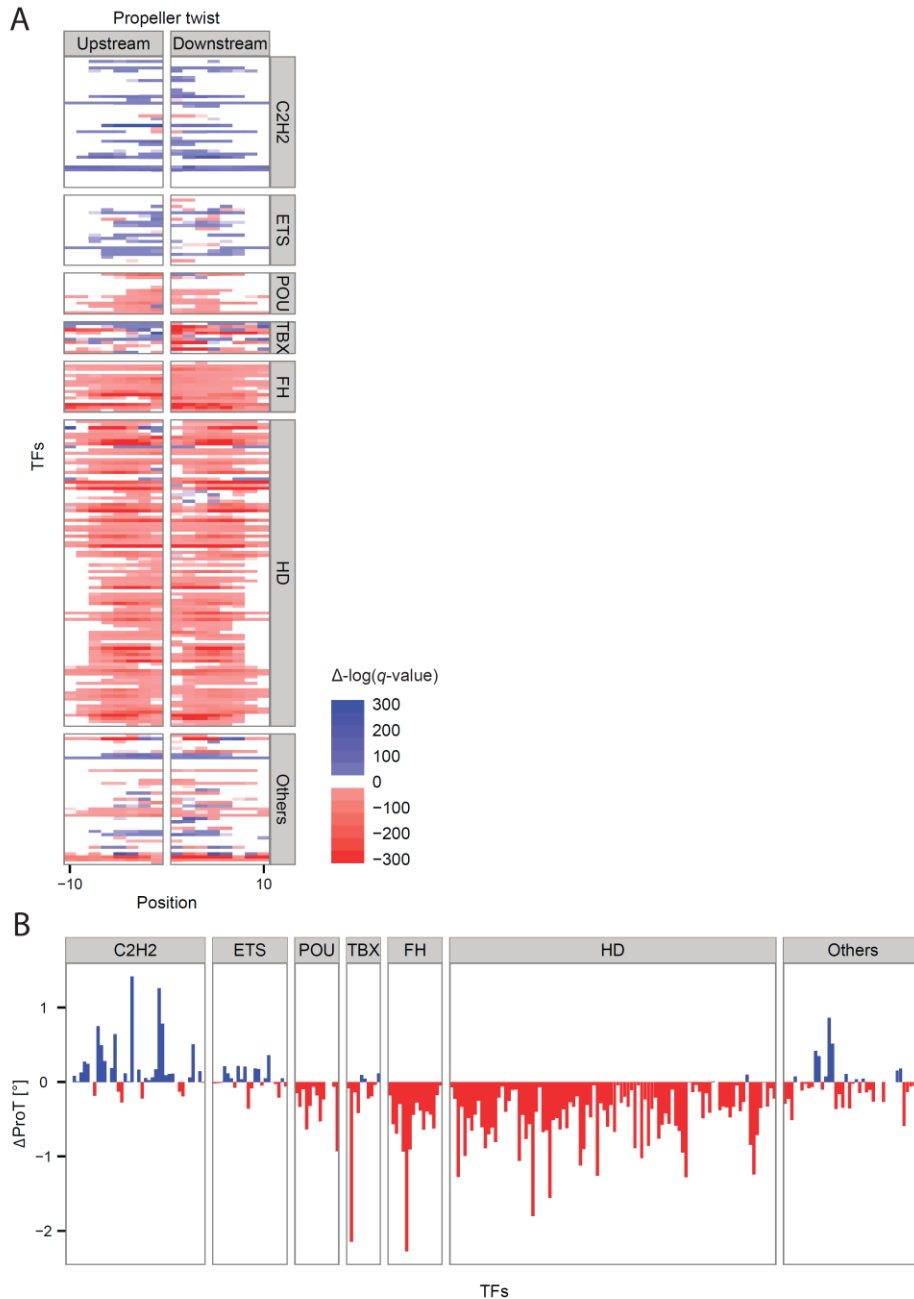 A
Propeller twist
Upstream Downstream
C2H2
ETS
POU
TBX
FH
HD
Others
TFs
−10 10
Position
Δ-log(q-value)
300
200
100
0
−100
−200
−300
B
C2H2 ETS POU TBX FH HD Others
1
0
−1
−2
ΔProT [°]
TFs